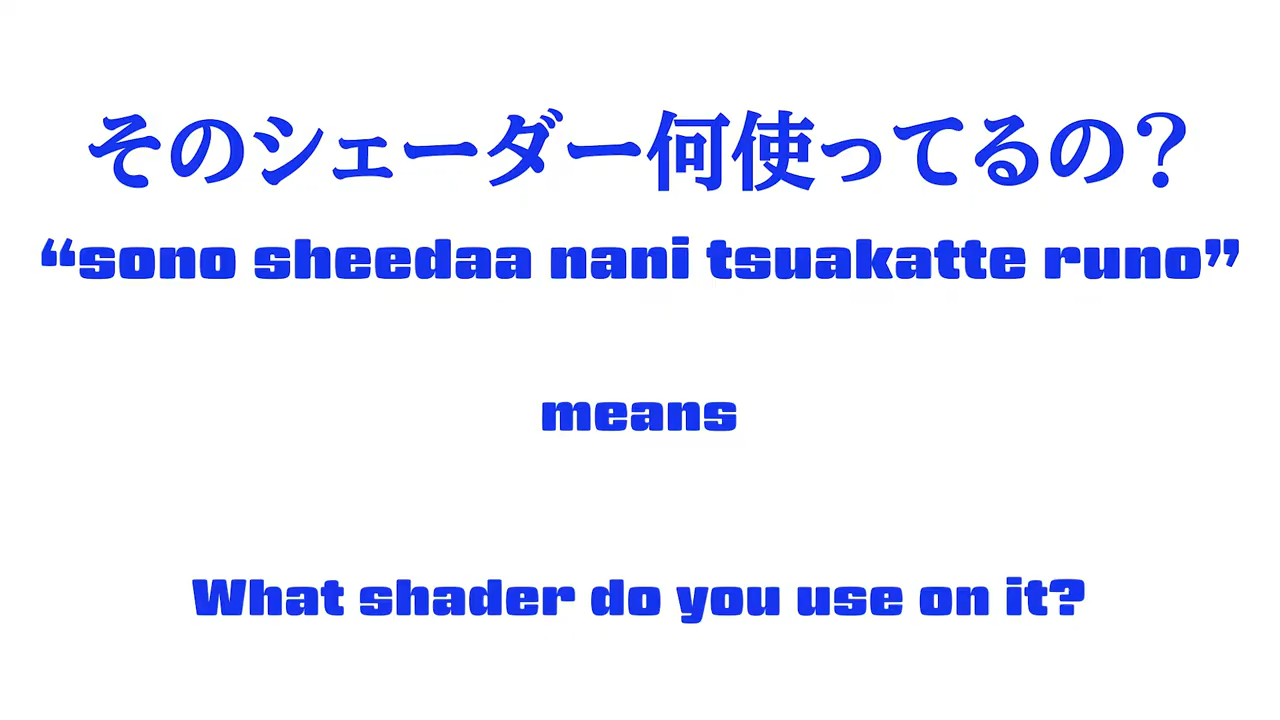 そのシェーダー何使ってるの？
“sono sheedaa nani tsuakatte runo”
means
What shader do you use on it?